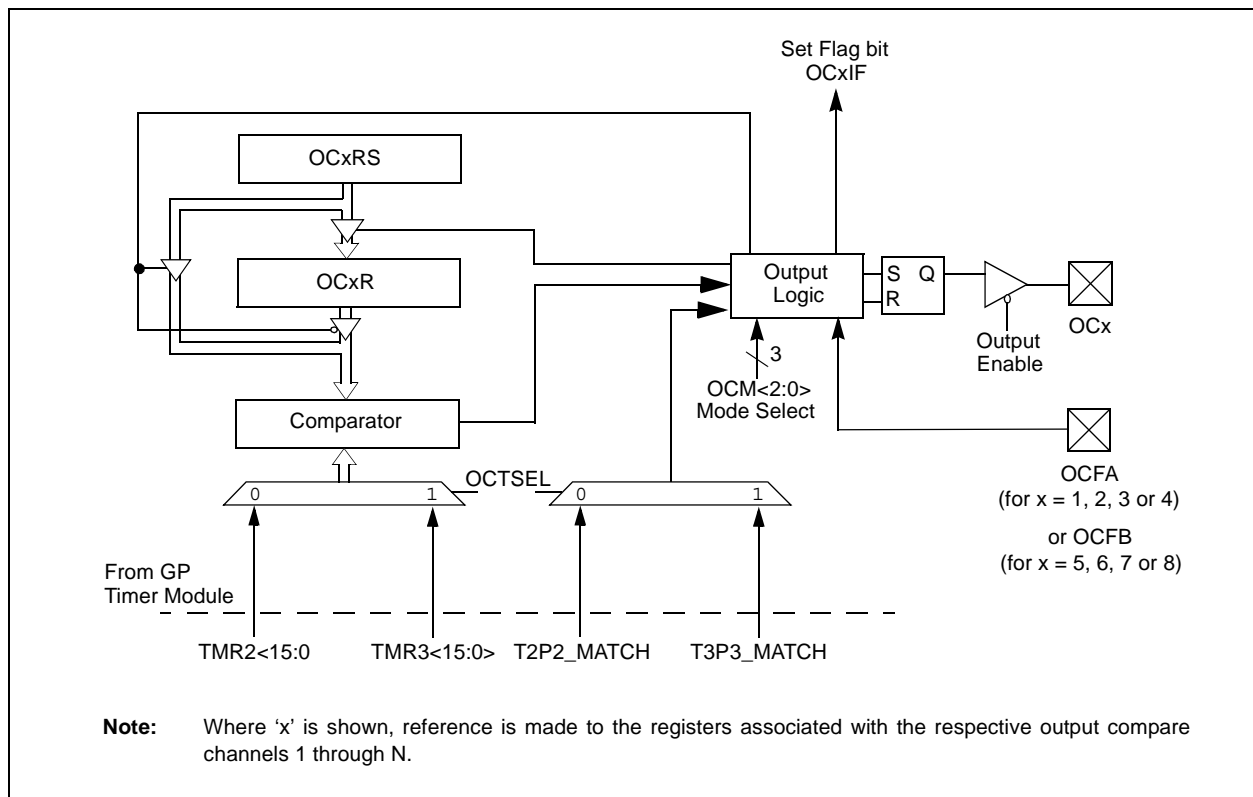 Set Flag bit
OCxIF
OCxRS
OCxR
Output
Logic
S Q
R
OCx
Output
Enable
3
OCM<2:0>
Mode Select
Comparator
OCTSEL
0 1
0 1
OCFA
(for x = 1, 2, 3 or 4)
or OCFB
(for x = 5, 6, 7 or 8)
From GP
Timer Module
TMR2<15:0 TMR3<15:0> T2P2_MATCH T3P3_MATCH
Note: Where ‘x’ is shown, reference is made to the registers associated with the respective output compare
channels 1 through N.